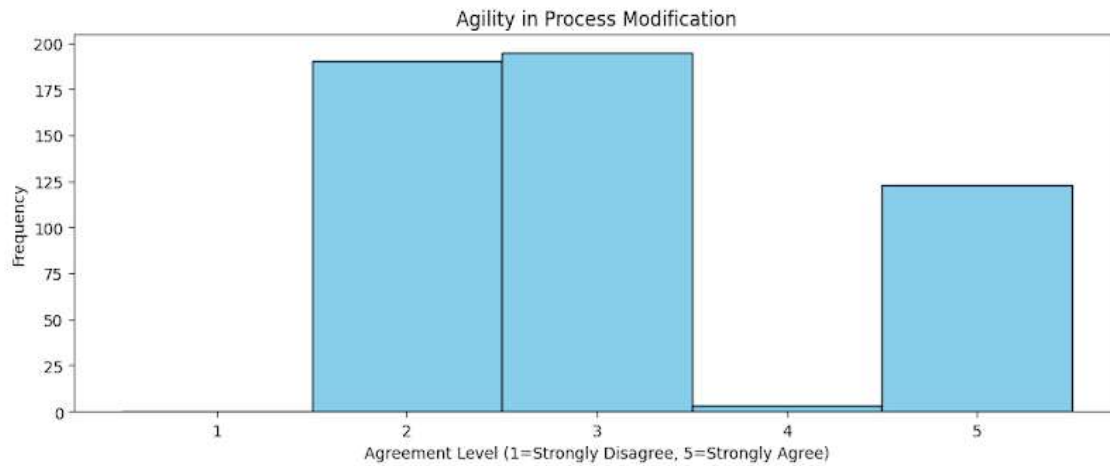 Agility in Process Modification
200
175
150
125
100
75
50
25
0
Frequency
1 2 3 4 5
Agreement Level (1=Strongly Disagree, 5=Strongly Agree)